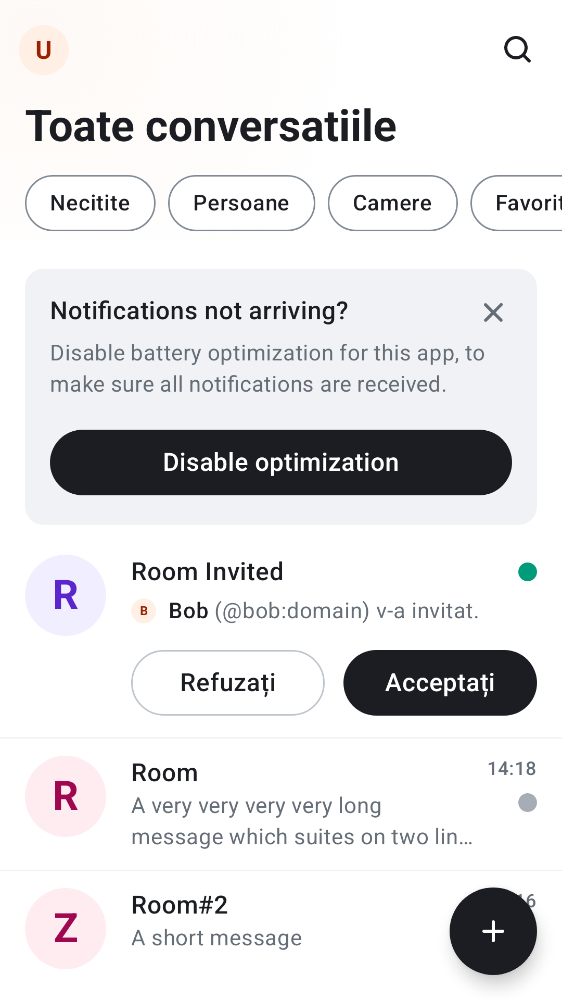 U
Toate conversatiile
Necitite Persoane Camere Favorit
Notifications not arriving?
Disable battery optimization for this app, to
make sure all notifications are received.
Disable optimization
R
Room Invited
B Bob (@bob:domain) v-a invitat.
Refuzați Acceptați
R
Room 14:18
A very very very very long
message which suites on two lin…
Z
Room#2
A short message